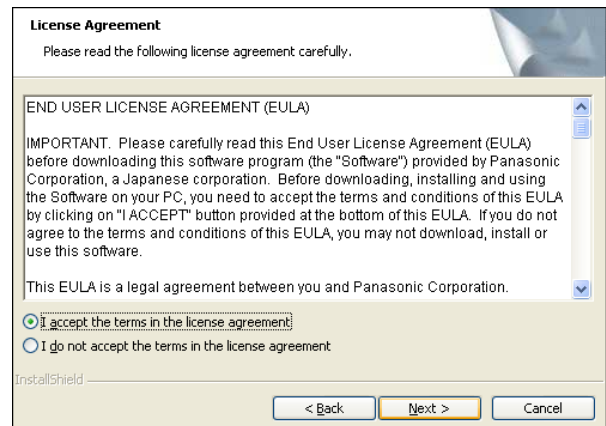 License Agreement
Please read the following license agreement carefully.
END USER LICENSE AGREEMENT (EULA)
IMPORTANT.  Please carefully read this End User License Agreement (EULA)
before downloading this software program (the "Software") provided by Panasonic
Corporation, a Japanese corporation.  Before downloading, installing and using
the Software on your PC, you need to accept the terms and conditions of this EULA
by clicking on "I ACCEPT" button provided at the bottom of this EULA.  If you do not
agree to the terms and conditions of this EULA, you may not download, install or
use this software.
This EULA is a legal agreement between you and Panasonic Corporation.
I accept the terms in the license agreement
I do not accept the terms in the license agreement
InstallShield
< Back
Next >
Cancel